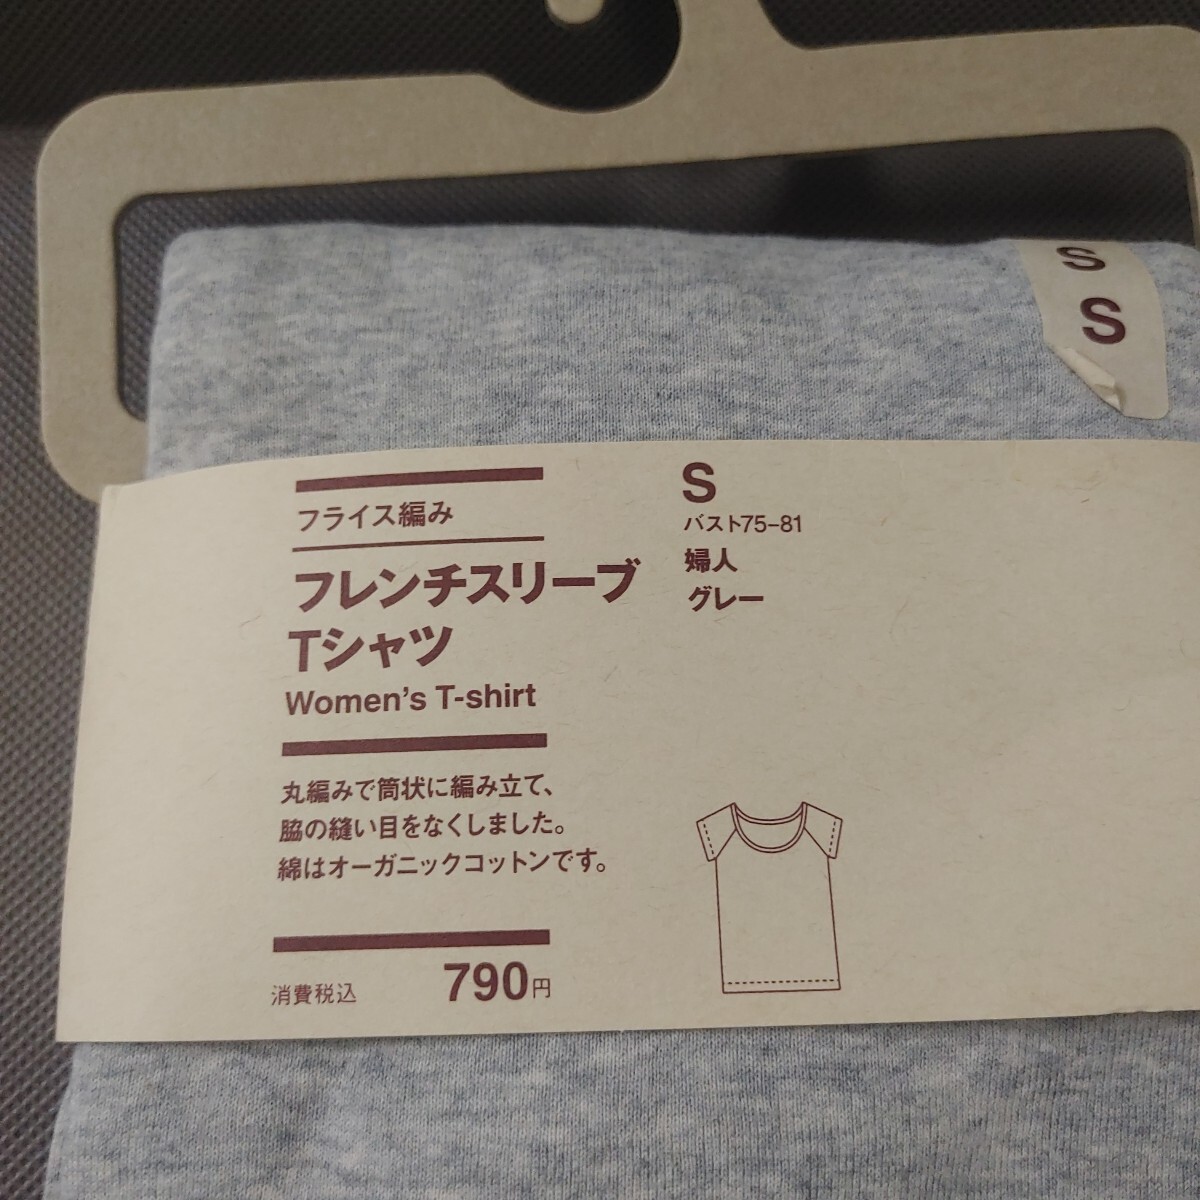 S
S
フライス編み
フレンチスリーブ
Tシャツ
Women's T-shirt
丸編みで筒状に編み立て、
脇の縫い目をなくしました。
綿はオーガニックコットンです。
消費税込 790円
S
バスト75-81
婦人
グレー